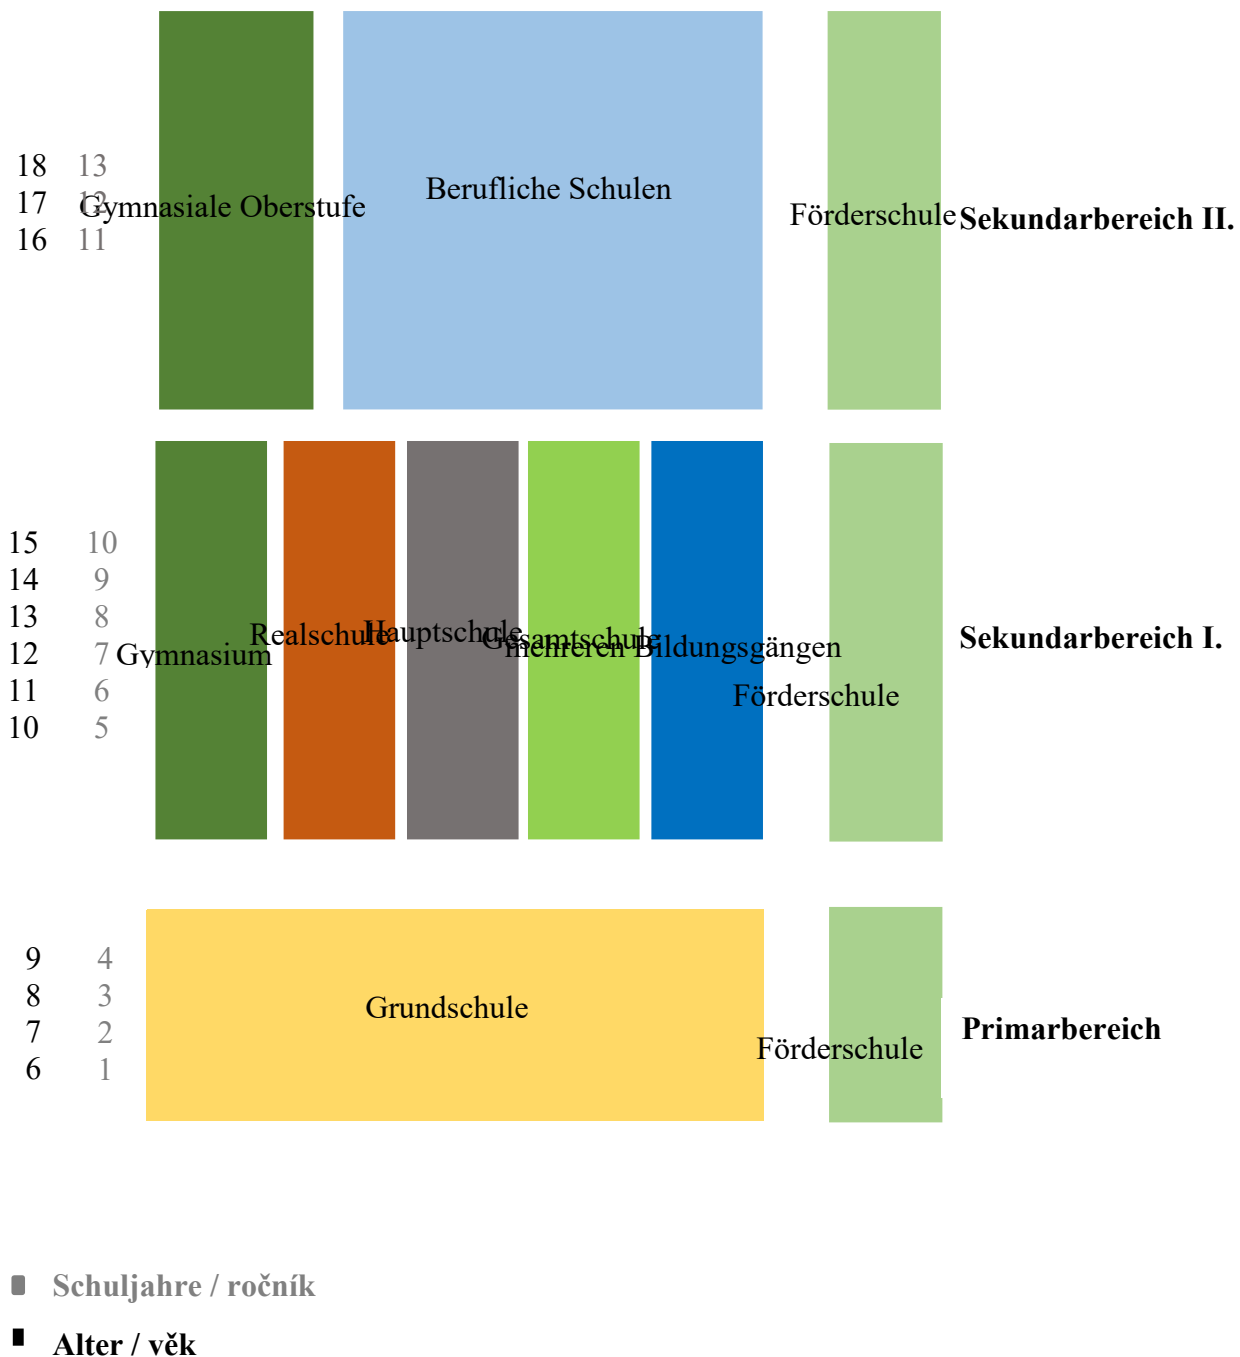 18 13
17 12
16 11
Gymnasiale Oberstufe
Berufliche Schulen
Förderschule
Sekundarbereich II.
15 10
14 9
13 8
12 7
11 6
10 5
Gymnasium
Realschule
Hauptschule
Gesamtschule
mehreren Bildungsgängen
Förderschule
Sekundarbereich I.
9 4
8 3
7 2
6 1
Grundschule
Förderschule
Primarbereich
Schuljahre / ročník
Alter / věk